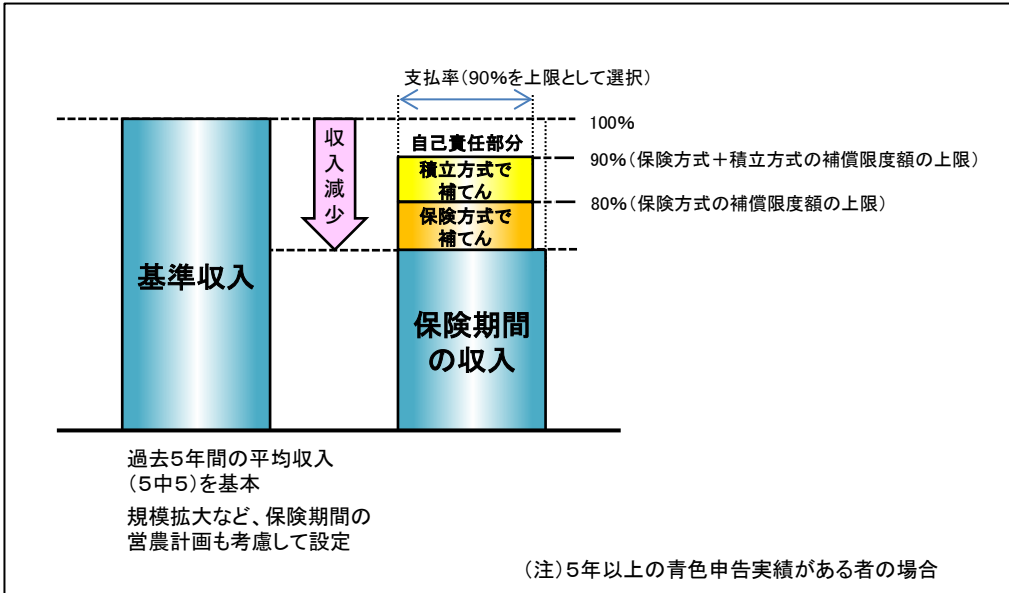 支払率(90%を上限として選択)
100%
収入減少
自己責任部分
90%(保険方式+積立方式の補償限度額の上限)
積立方式で
補てん
80%(保険方式の補償限度額の上限)
保険方式で
補てん
基準収入
保険期間
の収入
過去5年間の平均収入
(5中5)を基本
規模拡大など、保険期間の
営農計画も考慮して設定
(注)5年以上の青色申告実績がある者の場合